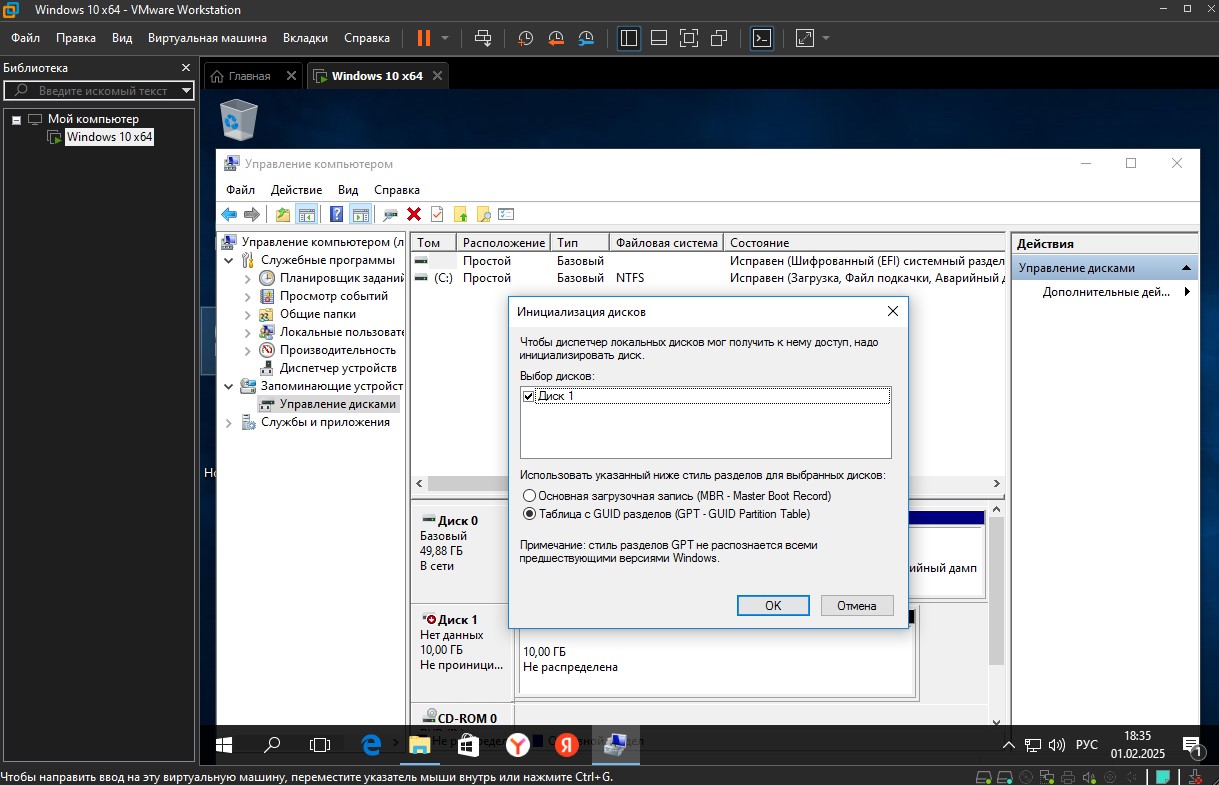 Windows 10 x64 - VMware Workstation
Файл Правка Вид Виртуальная машина Вкладки Справка
Библиотека
Введите искомый текст
Мой компьютер
Windows 10 x64
Главная
Windows 10 x64
Управление компьютером
Файл Действие Вид Справка
Управление компьютером (л
Служебные программы
Планировщик заданий
Просмотр событий
Общие папки
Локальные пользовате
Производительность
Диспетчер устройств
Запоминающие устройст
Управление дисками
Службы и приложения
Том Расположение Тип Файловая система Состояние
Простой Базовый Исправен (Шифрованный (EFI) системный раздел
(C:) Простой Базовый NTFS Исправен (Загрузка, Файл подкачки, Аварийный д
Действия
Управление дисками
Дополнительные дей...
Инициализация дисков
Чтобы диспетчер локальных дисков мог получить к нему доступ, надо
инициализировать диск.
Выбор дисков:
Диск 1
Использовать указанный ниже стиль разделов для выбранных дисков:
Основная загрузочная запись (MBR - Master Boot Record)
Таблица с GUID разделов (GPT - GUID Partition Table)
Примечание: стиль разделов GPT не распознается всеми
предшествующими версиями Windows.
OK Отмена
Диск 0
Базовый
49,88 ГБ
В сети
ийный дамп
Диск 1
Нет данных
10,00 ГБ
Не проиници...
10,00 ГБ
Не распределена
CD-ROM 0
РУС
18:35
01.02.2025
1
Чтобы направить ввод на эту виртуальную машину, переместите указатель мыши внутрь или нажмите Ctrl+G.